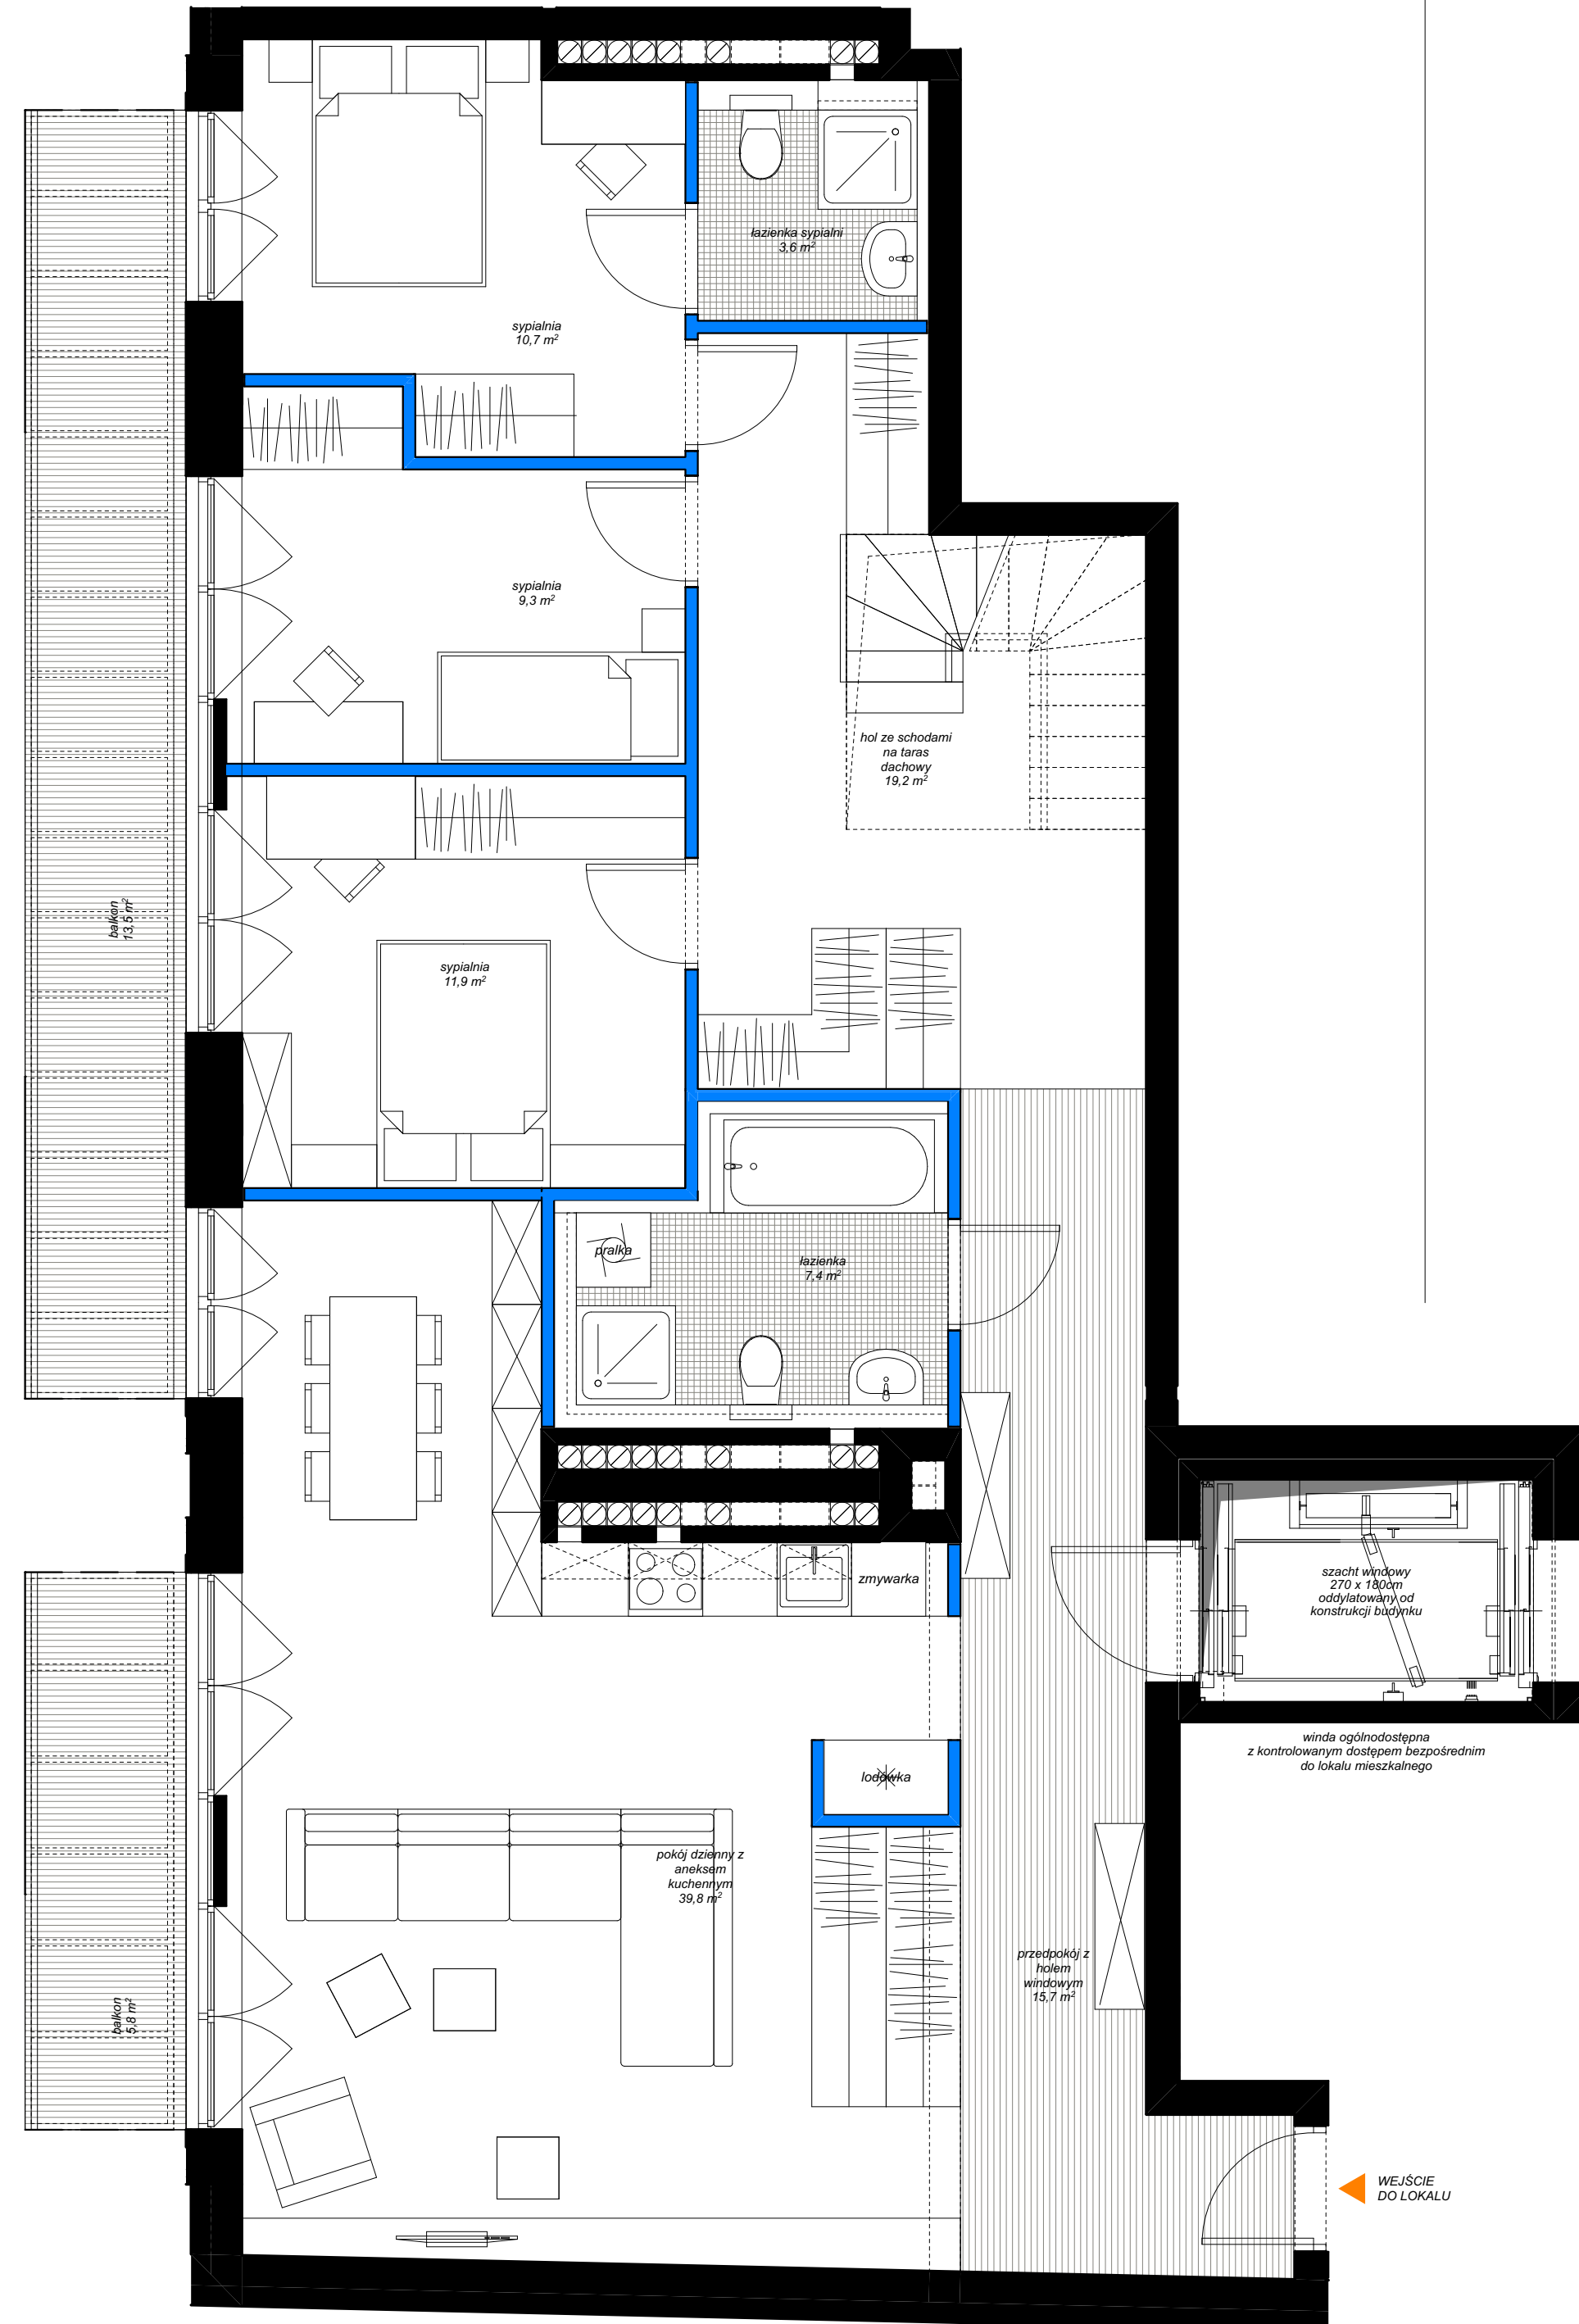 łazienka sypialni
3,6 m²
sypialnia
10,7 m²
sypialnia
9,3 m²
hol ze schodami
na taras
dachowy
19,2 m²
balkon
13,5 m²
sypialnia
11,9 m²
pralka
łazienka
7,4 m²
zmywarka
szacht windowy
270 x 180cm
oddylatowany od
konstrukcji budynku
winda ogólnodostępna
z kontrolowanym dostępem bezpośrednim
do lokalu mieszkalnego
lodówka
pokój dzienny z
aneksem
kuchennym
39,8 m²
przedpokój z
holem
windowym
15,7 m²
balkon
5,8 m²
WEJŚCIE
DO LOKALU